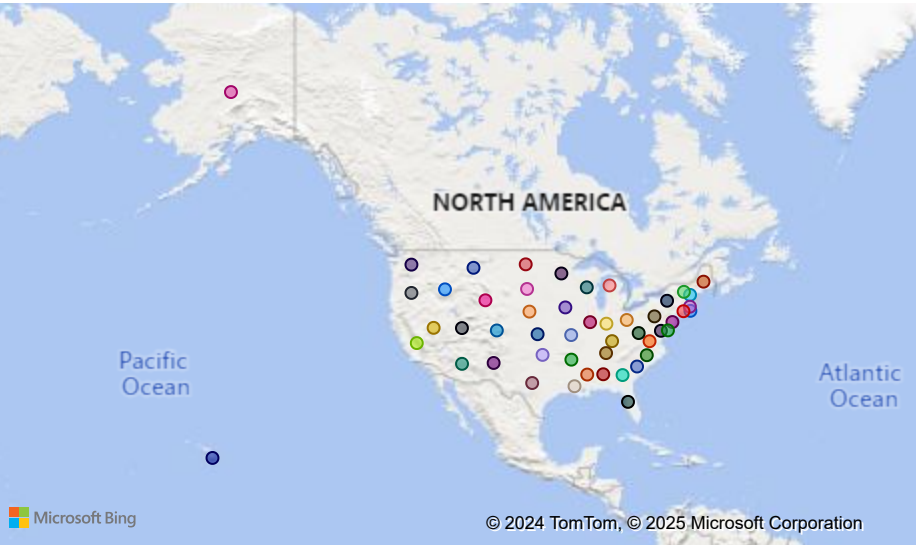 NORTH AMERICA
Pacific
Ocean
Atlantic
Ocean
Microsoft Bing
© 2024 TomTom, © 2025 Microsoft Corporation